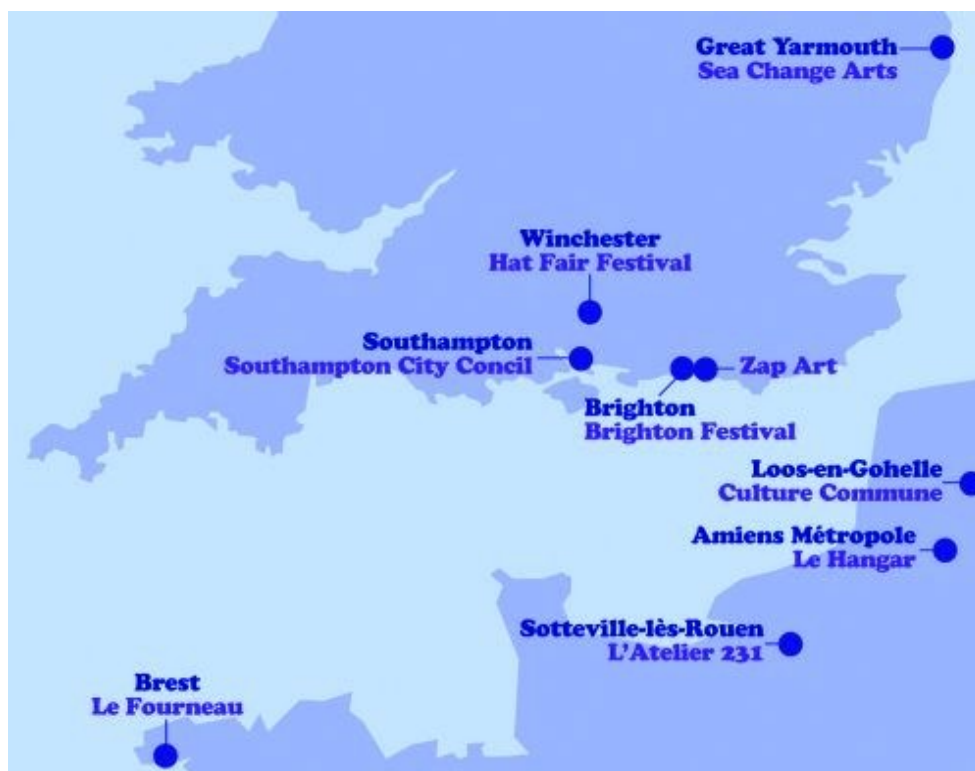 Great Yarmouth
Sea Change Arts
Winchester
Hat Fair Festival
Southampton
Southampton City Concil
Zap Art
Brighton
Brighton Festival
Loos-en-Gohelle
Culture Commune
Amiens Métropole
Le Hangar
Sotteville-lès-Rouen
L'Atelier 231
Brest
Le Fourneau